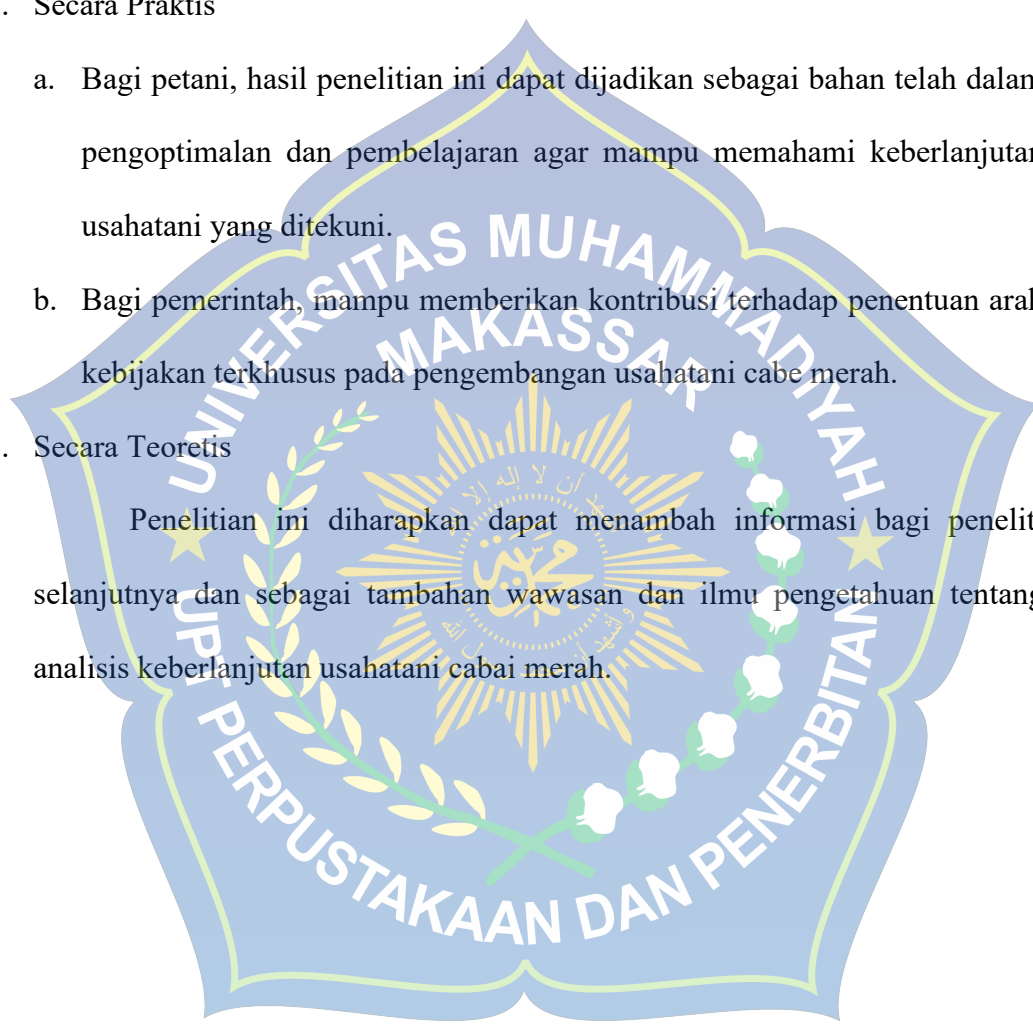 . Secara Praktis
a. Bagi petani, hasil penelitian ini dapat dijadikan sebagai bahan telah dalam
pengoptimalan dan pembelajaran agar mampu memahami keberlanjutan
usahatani yang ditekuni.
b. Bagi pemerintah, mampu memberikan kontribusi terhadap penentuan arah
kebijakan terkhusus pada pengembangan usahatani cabe merah.
. Secara Teoretis
Penelitian ini diharapkan dapat menambah informasi bagi peneliti
selanjutnya dan sebagai tambahan wawasan dan ilmu pengetahuan tentang
analisis keberlanjutan usahatani cabai merah.
UNIVERSITAS MUHAMMADIYAH
MAKASSAR
UPT PERPUSTAKAAN DAN PENERBITAN
محمد